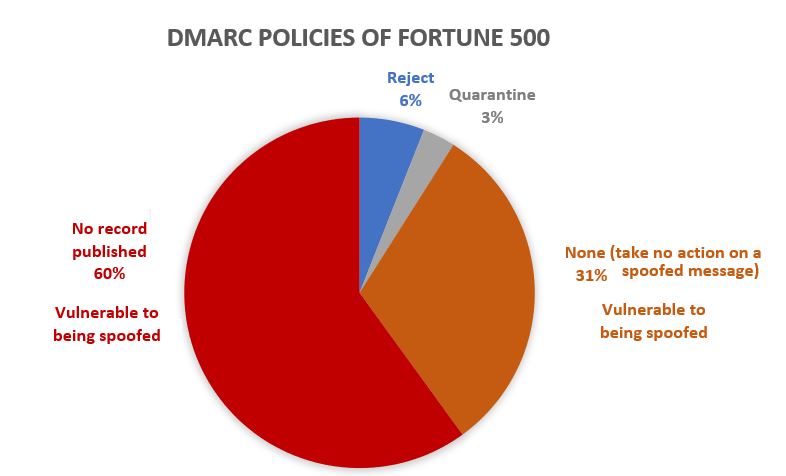 DMARC POLICIES OF FORTUNE 500
Reject
6%
Quarantine
3%
No record
published
60%
Vulnerable to
being spoofed
None (take no action on a
31% spoofed message)
Vulnerable to
being spoofed